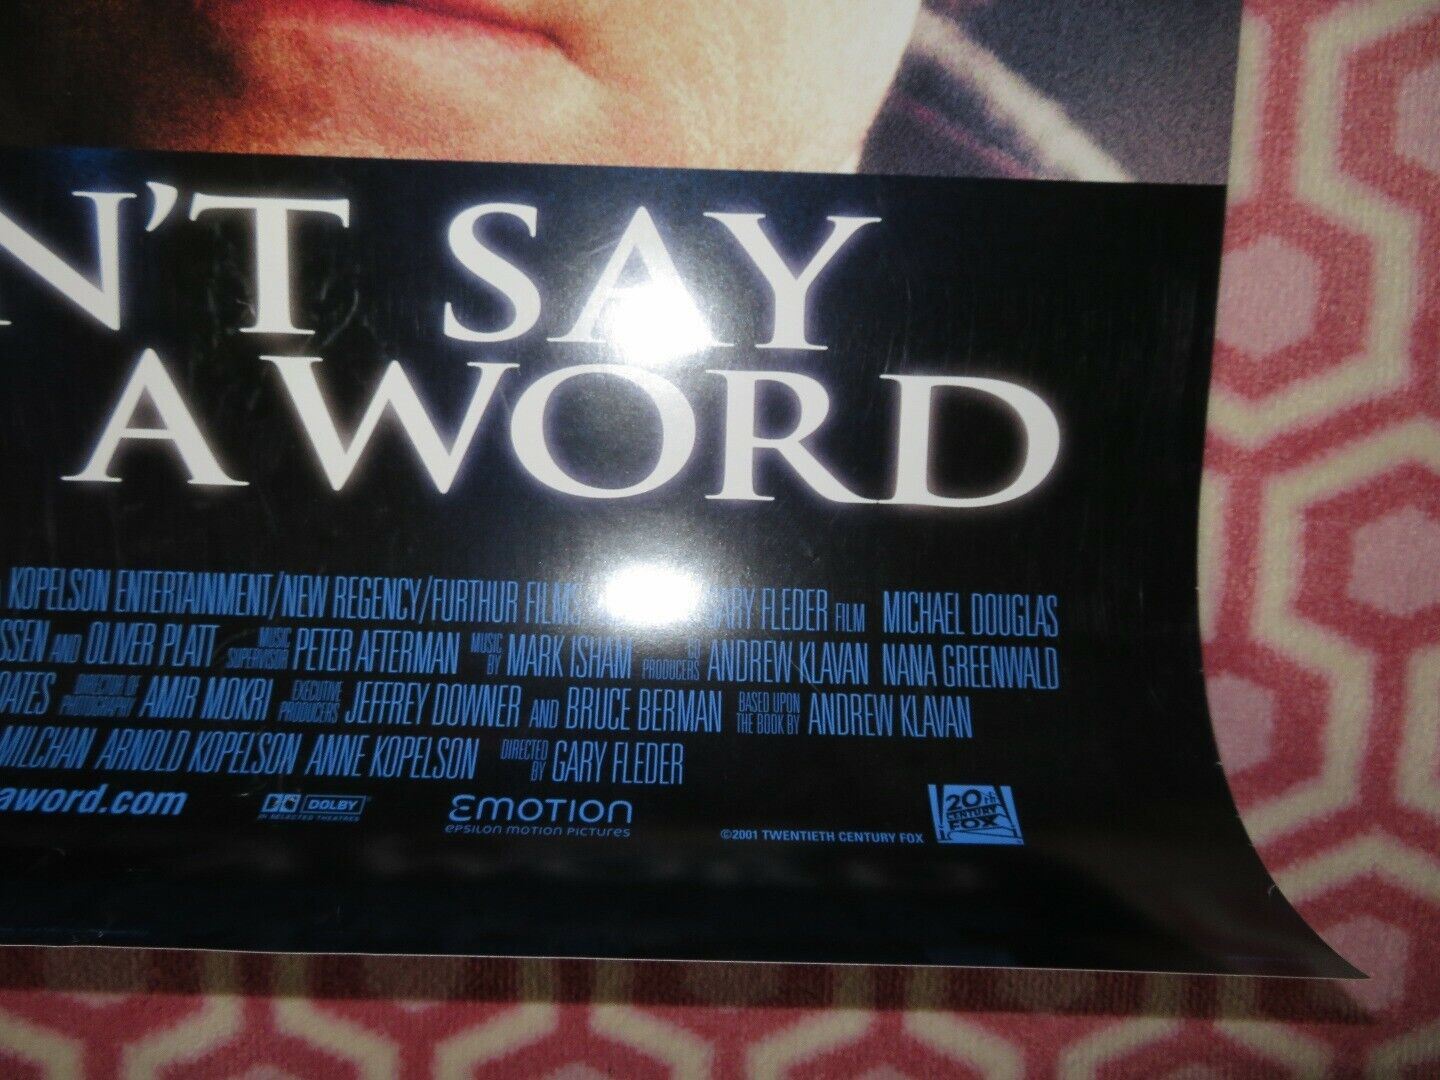 N'T SAY
A WORD
KOPELSON ENTERTAINMENT/NEW REGENCY/FURTHUR FILMS GARY FLEDER FILM MICHAEL DOUGLAS
SSEN AND OLIVER PLATT MUSIC SUPERVISOR PETER AFTERMAN MUSIC BY MARK ISHAM CO PRODUCERS ANDREW KLAVAN NANA GREENWALD
OATES DIRECTOR OF PHOTOGRAPHY AMIR MOKRI EXECUTIVE PRODUCERS JEFFREY DOWNER AND BRUCE BERMAN BASED UPON THE BOOK BY ANDREW KLAVAN
MILCHAN ARNOLD KOPELSON ANNE KOPELSON DIRECTED BY GARY FLEDER
aword.com
DOLBY
IN SELECTED THEATRES
EMOTION
EPSILON MOTION PICTURES
©2001 TWENTIETH CENTURY FOX
20th
CENTURY
FOX